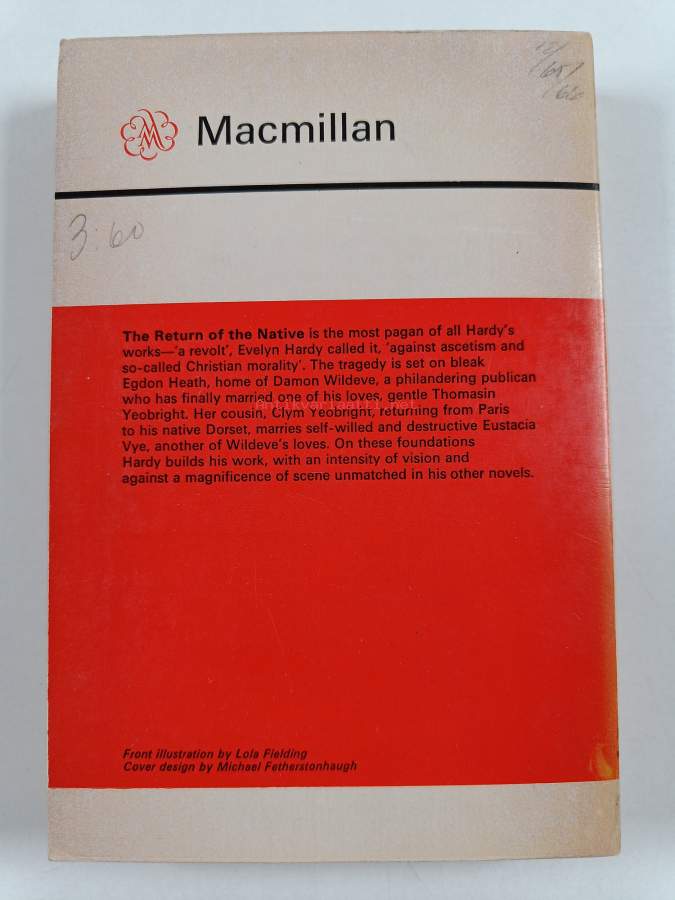 Macmillan
3.60
The Return of the Native is the most pagan of all Hardy's
works—'a revolt', Evelyn Hardy called it, 'against ascetism and
so-called Christian morality'. The tragedy is set on bleak
Egdon Heath, home of Damon Wildeve, a philandering publican
who has finally married one of his loves, gentle Thomasin
Yeobright. Her cousin, Clym Yeobright, returning from Paris
to his native Dorset, marries self-willed and destructive Eustacia
Vye, another of Wildeve's loves. On these foundations
Hardy builds his work, with an intensity of vision and
against a magnificence of scene unmatched in his other novels.
Front illustration by Lola Fielding
Cover design by Michael Fetherstonhaugh